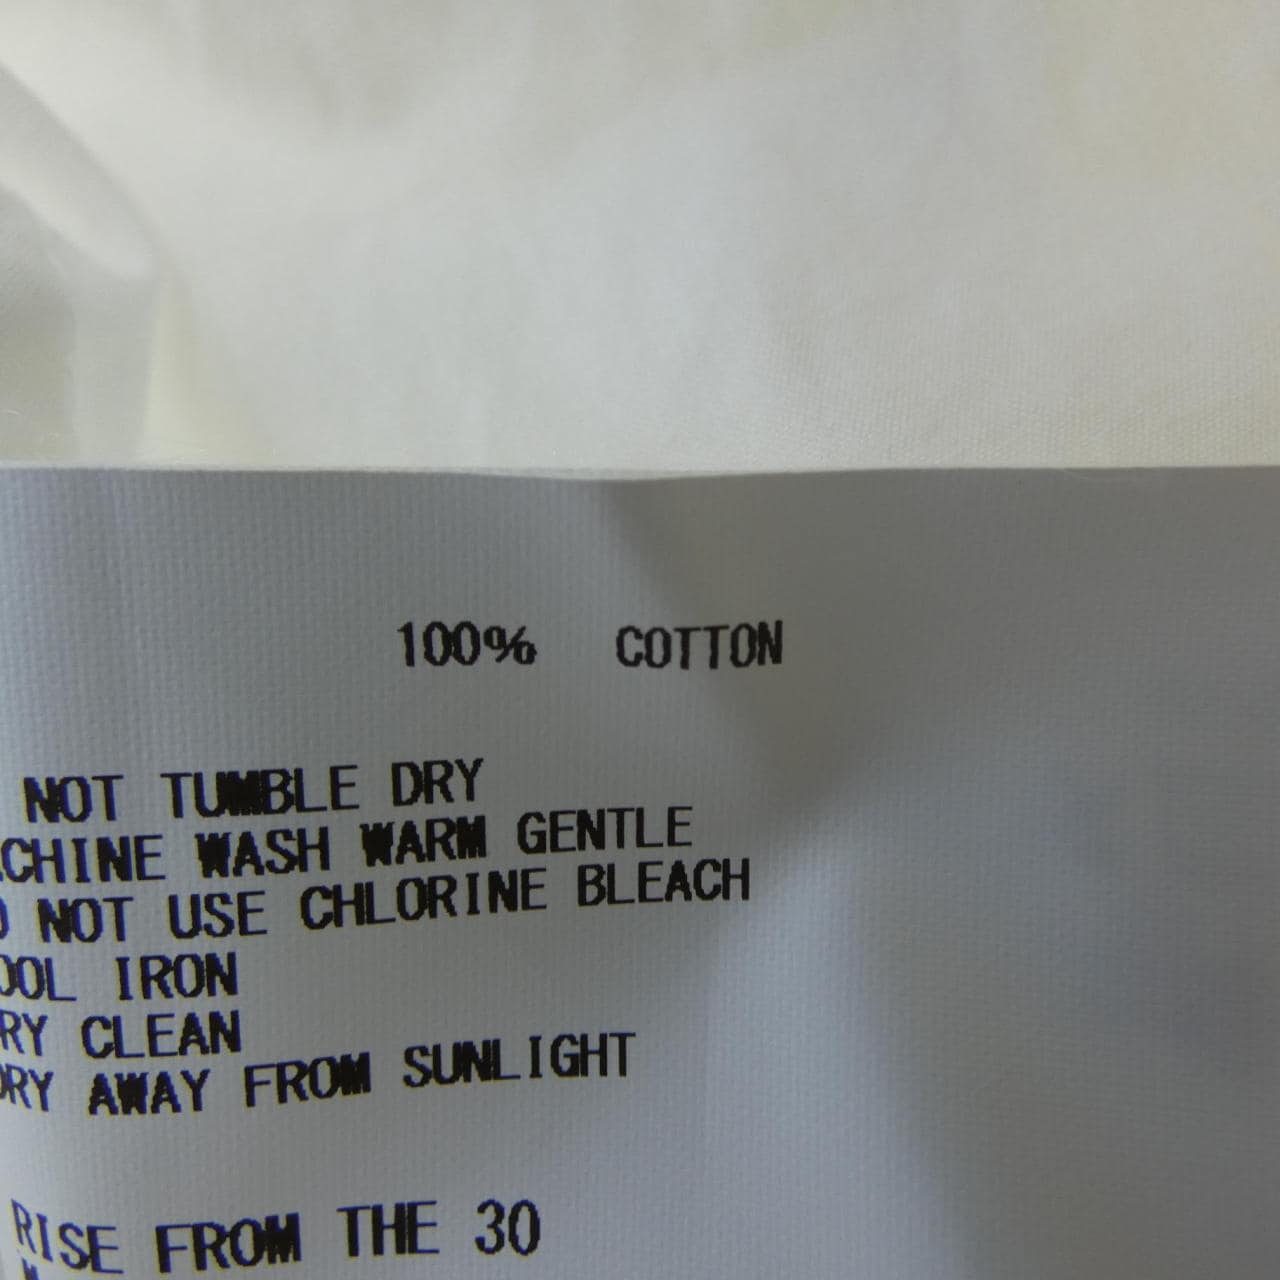 100% COTTON
NOT TUMBLE DRY
CHINE WASH WARM GENTLE
NOT USE CHLORINE BLEACH
OOL IRON
RY CLEAN
DRY AWAY FROM SUNLIGHT
RISE FROM THE 30